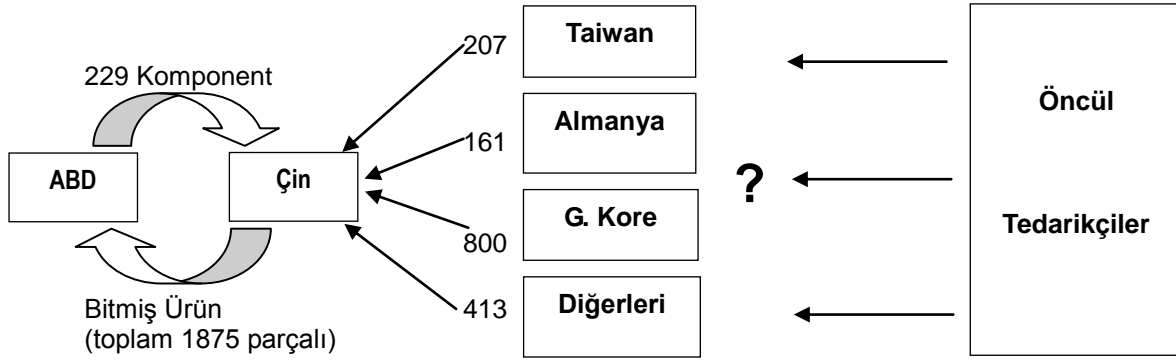 229 Komponent
ABD
Çin
Bitmiş Ürün
(toplam 1875 parçalı)
207
161
800
413
Taiwan
Almanya
G. Kore
Diğerleri
?
Öncül
Tedarikçiler